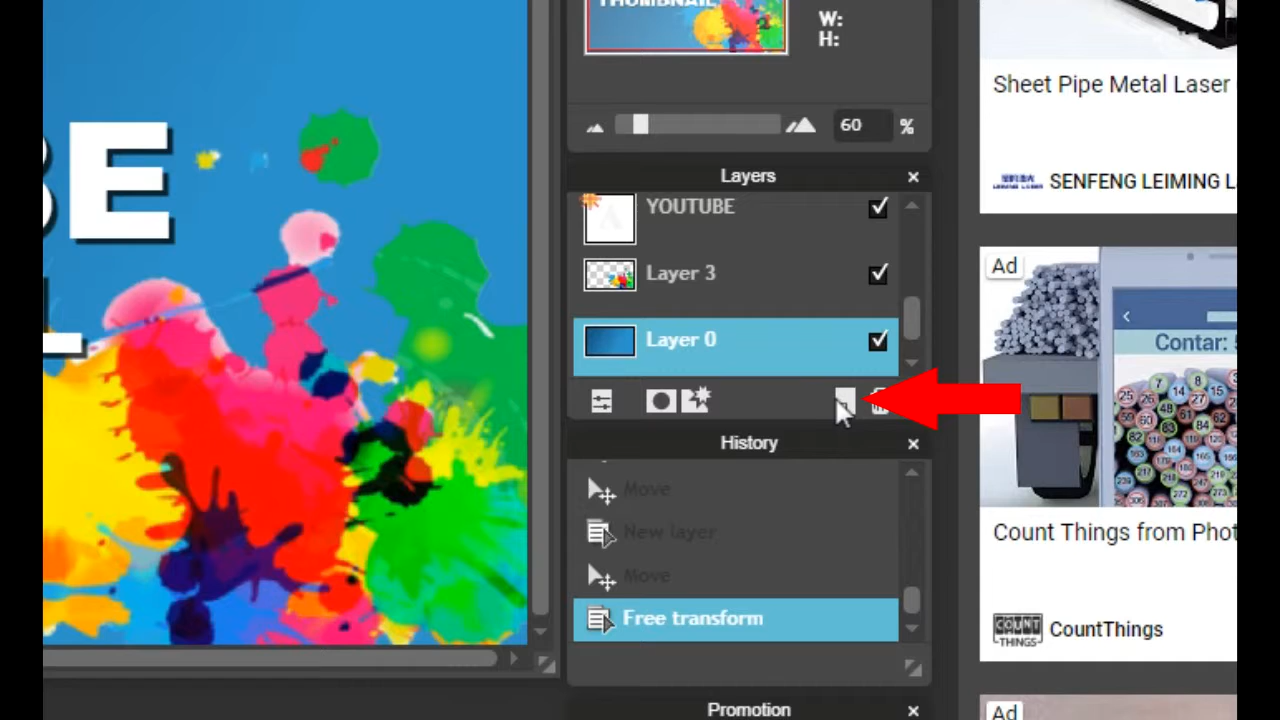 THUMBNAIL
W:
H:
60 %
Layers
YOUTUBE
Layer 3
Layer 0
History
Move
New layer
Move
Free transform
Promotion
BE
L
Sheet Pipe Metal Laser
SENFENG LEIMING L
Ad
Contar:
COUNT
THINGS
Count Things from Phot
CountThings
Ad